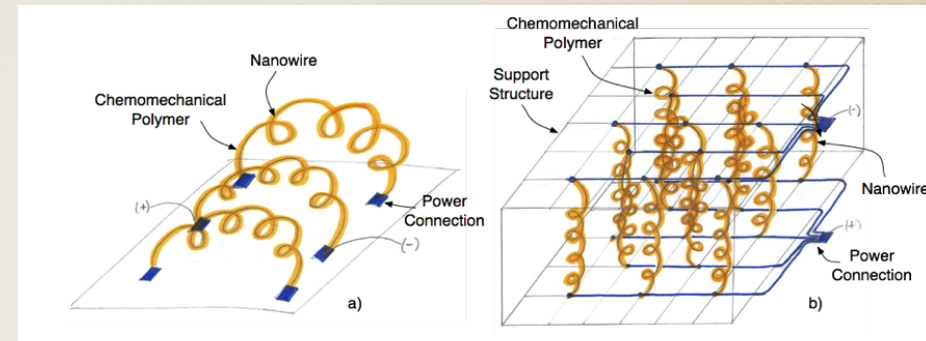 Nanowire
Chemomechanical
Polymer
(+)
Power
Connection
(-)
a)
Chemomechanical
Polymer
Support
Structure
(-)
Nanowire
(+)
Power
Connection
b)